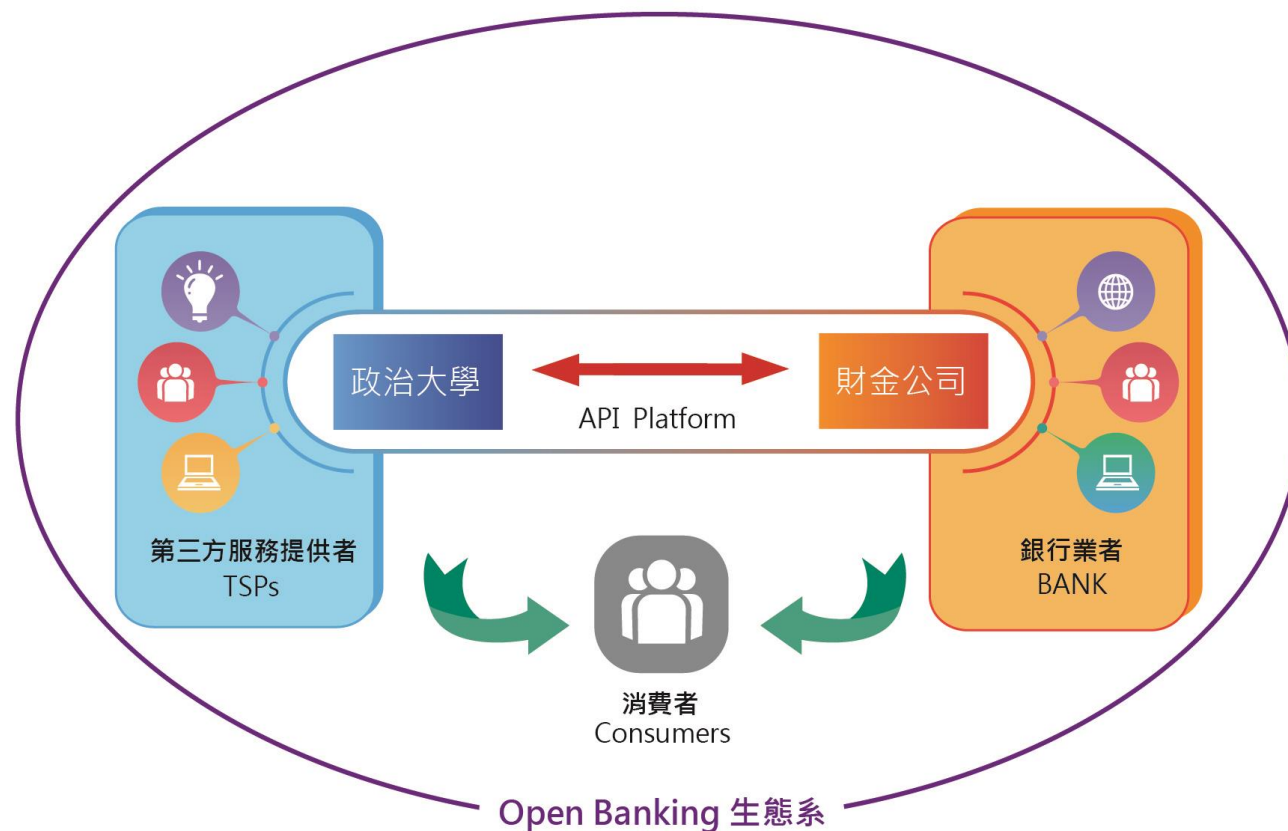 政治大學
財金公司
API Platform
第三方服務提供者
TSPs
銀行業者
BANK
消費者
Consumers
Open Banking 生態系